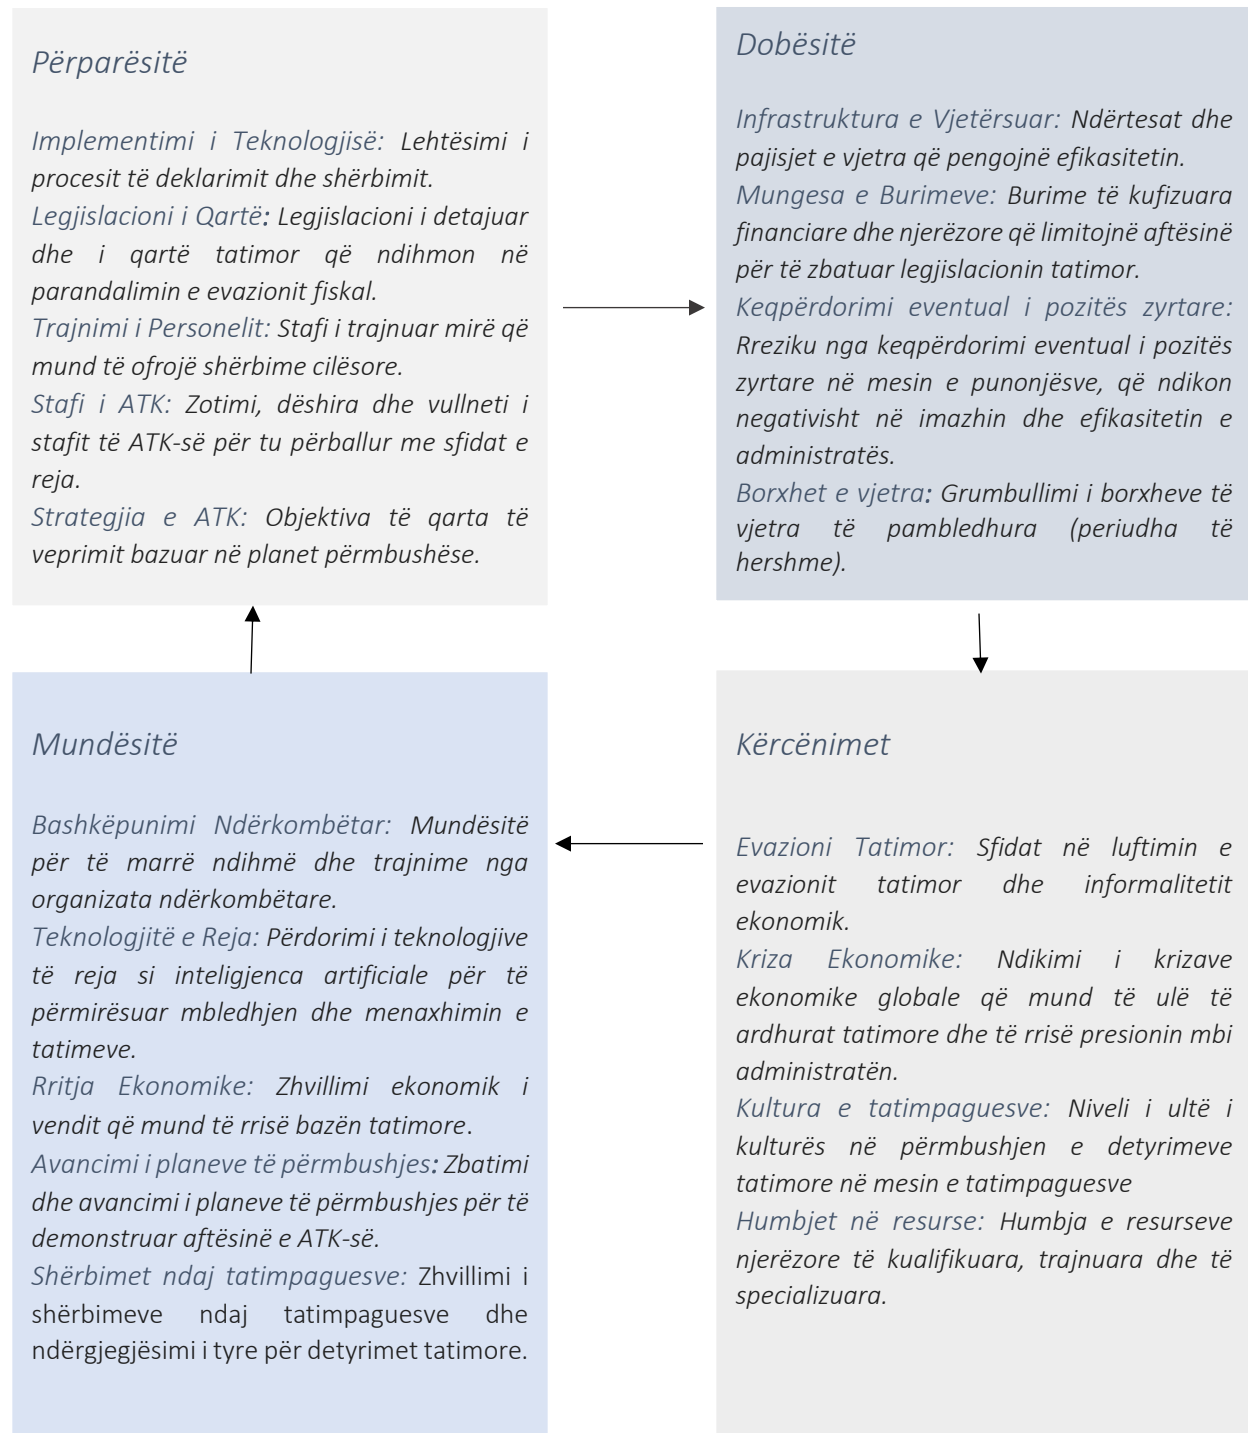 Përparësitë
Implementimi i Teknologjisë: Lehtësimi i
procesit të deklarimit dhe shërbimit.
Legjislacioni i Qartë: Legjislacioni i detajuar
dhe i qartë tatimor që ndihmon në
parandalimin e evazionit fiskal.
Trajnimi i Personelit: Stafi i trajnuar mirë që
mund të ofrojë shërbime cilësore.
Stafi i ATK: Zotimi, dëshira dhe vullneti i
stafit të ATK-së për tu përballur me sfidat e
reja.
Strategjia e ATK: Objektiva të qarta të
veprimit bazuar në planet përmbushëse.
Dobësitë
Infrastruktura e Vjetërsuar: Ndërtesat dhe
pajisjet e vjetra që pengojnë efikasitetin.
Mungesa e Burimeve: Burime të kufizuara
financiare dhe njerëzore që limitojnë aftësinë
për të zbatuar legjislacionin tatimor.
Keqpërdorimi eventual i pozitës zyrtare:
Rreziku nga keqpërdorimi eventual i pozitës
zyrtare në mesin e punonjësve, që ndikon
negativisht në imazhin dhe efikasitetin e
administratës.
Borxhet e vjetra: Grumbullimi i borxheve të
vjetra të pambledhura (periudha të
hershme).
Mundësitë
Bashkëpunimi Ndërkombëtar: Mundësitë
për të marrë ndihmë dhe trajnime nga
organizata ndërkombëtare.
Teknologjitë e Reja: Përdorimi i teknologjive
të reja si inteligjenca artificiale për të
përmirësuar mbledhjen dhe menaxhimin e
tatimeve.
Rritja Ekonomike: Zhvillimi ekonomik i
vendit që mund të rrisë bazën tatimore.
Avancimi i planeve të përmbushjes: Zbatimi
dhe avancimi i planeve të përmbushjes për të
demonstruar aftësinë e ATK-së.
Shërbimet ndaj tatimpaguesve: Zhvillimi i
shërbimeve ndaj tatimpaguesve dhe
ndërgjegjësimi i tyre për detyrimet tatimore.
Kërcënimet
Evazioni Tatimor: Sfidat në luftimin e
evazionit tatimor dhe informalitetit
ekonomik.
Kriza Ekonomike: Ndikimi i krizave
ekonomike globale që mund të ulë të
ardhurat tatimore dhe të rrisë presionin mbi
administratën.
Kultura e tatimpaguesve: Niveli i ultë i
kulturës në përmbushjen e detyrimeve
tatimore në mesin e tatimpaguesve
Humbjet në resurse: Humbja e resurseve
njerëzore të kualifikuara, trajnuara dhe të
specializuara.